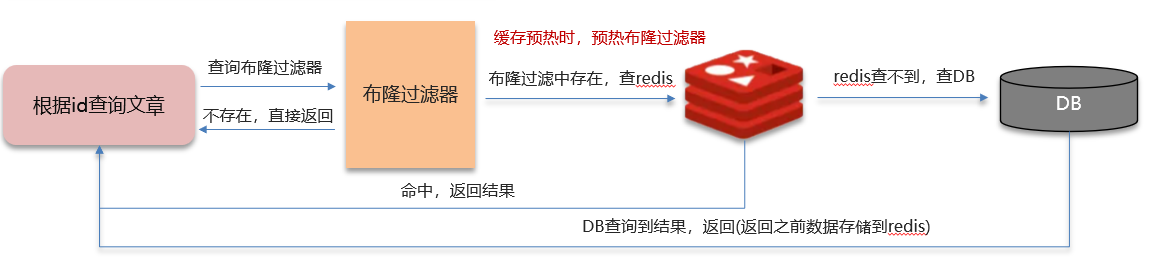 缓存预热时，预热布隆过滤器
查询布隆过滤器
布隆过滤中存在，查redis
redis查不到，查DB
根据id查询文章
布隆过滤器
DB
不存在，直接返回
命中，返回结果
DB查询到结果，返回(返回之前数据存储到redis)